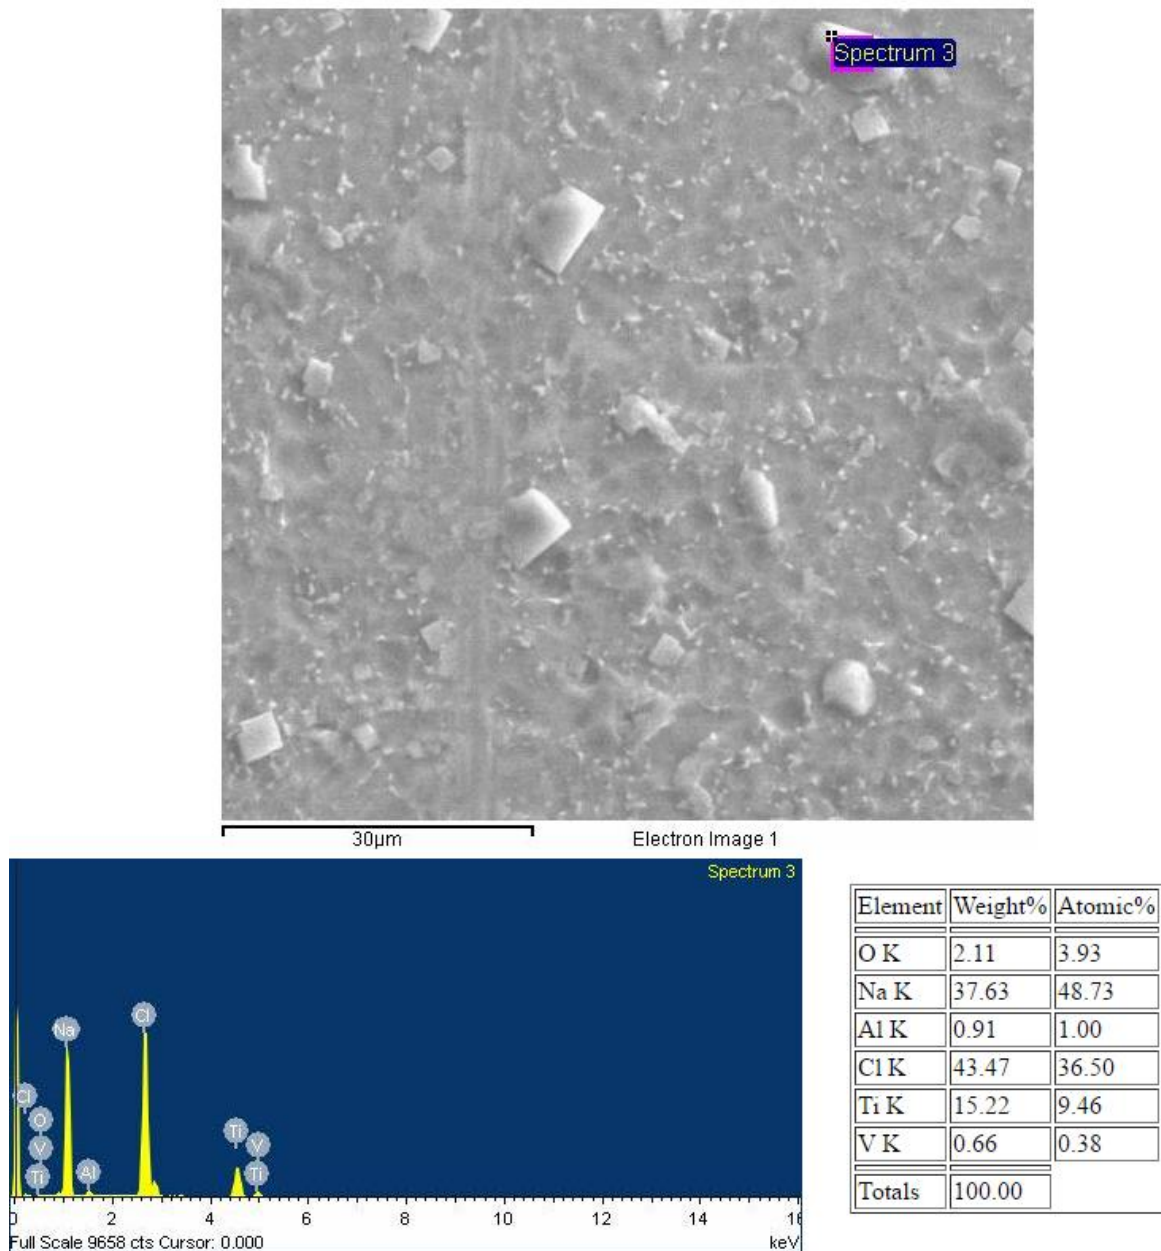 Spectrum 3
30µm Electron Image 1
Spectrum 3
Cl
Na
Cl
O
V
Ti
Al
Ti
V
Ti
0 2 4 6 8 10 12 14 16
Full Scale 9658 cts Cursor: 0.000 keV
Element Weight% Atomic%
O K 2.11 3.93
Na K 37.63 48.73
Al K 0.91 1.00
Cl K 43.47 36.50
Ti K 15.22 9.46
V K 0.66 0.38
Totals 100.00